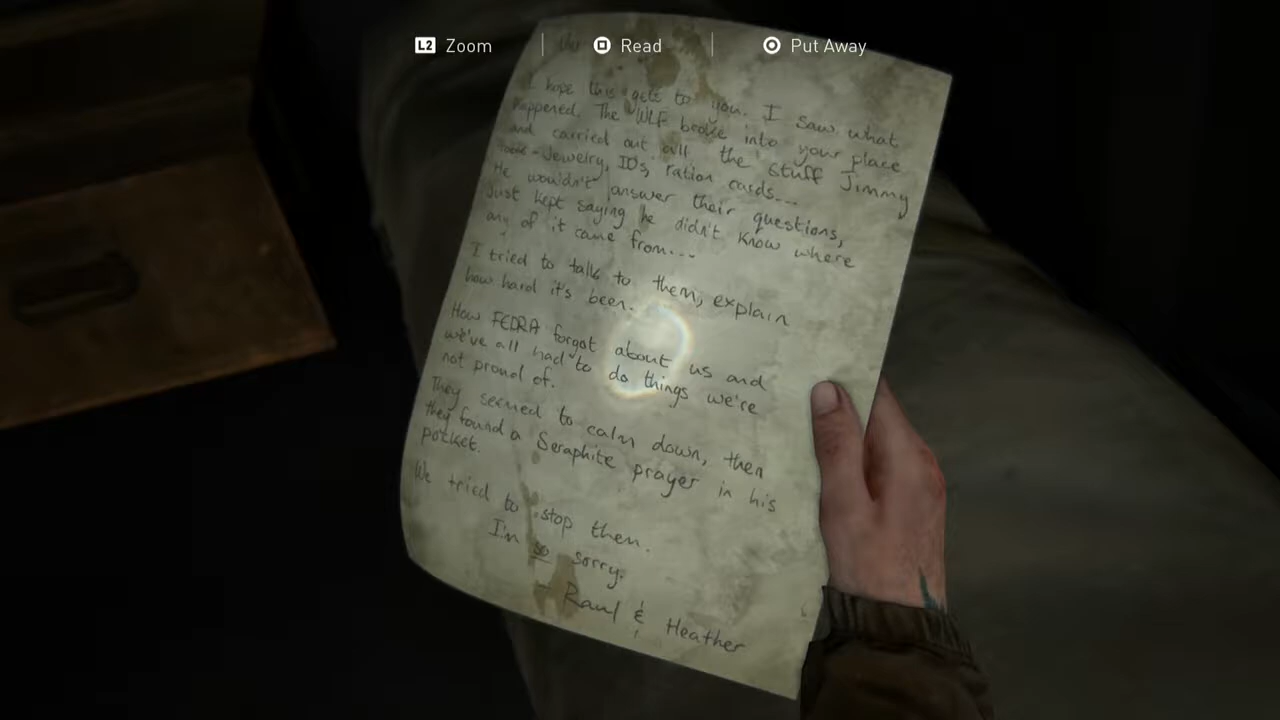 L2 Zoom
Read
Put Away
I hope this gets to you. I saw what
happened. The WLF broke into your place
and carried out all the stuff Jimmy
took - Jewelry, ID's, ration cards...
He wouldn't answer their questions,
Just kept saying he didn't know where
any of it came from...
I tried to talk to them, explain
how hard it's been.
How FEDRA forgot about us and
we've all had to do things we're
not proud of.
They seemed to calm down, then
they found a Seraphite prayer in his
pocket.
We tried to stop them.
I'm so sorry.
- Raul & Heather